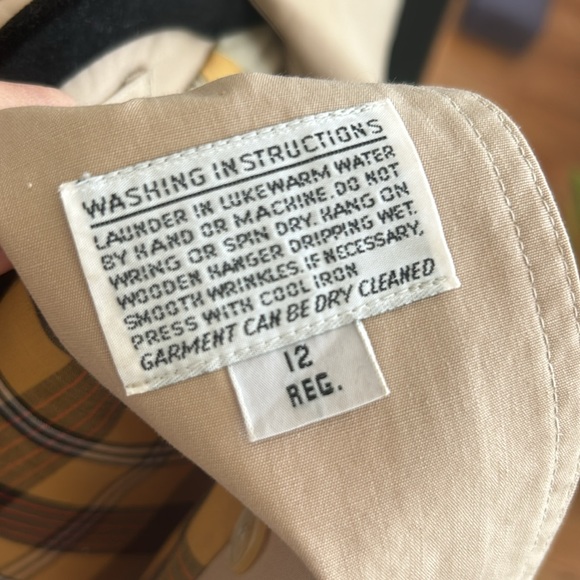 WASHING INSTRUCTIONS
LAUNDER IN LUKEWARM WATER
BY HAND OR MACHINE. DO NOT
WRING OR SPIN DRY. HANG ON
WOODEN HANGER DRIPPING WET.
SMOOTH WRINKLES. IF NECESSARY,
PRESS WITH COOL IRON
GARMENT CAN BE DRY CLEANED
12
REG.